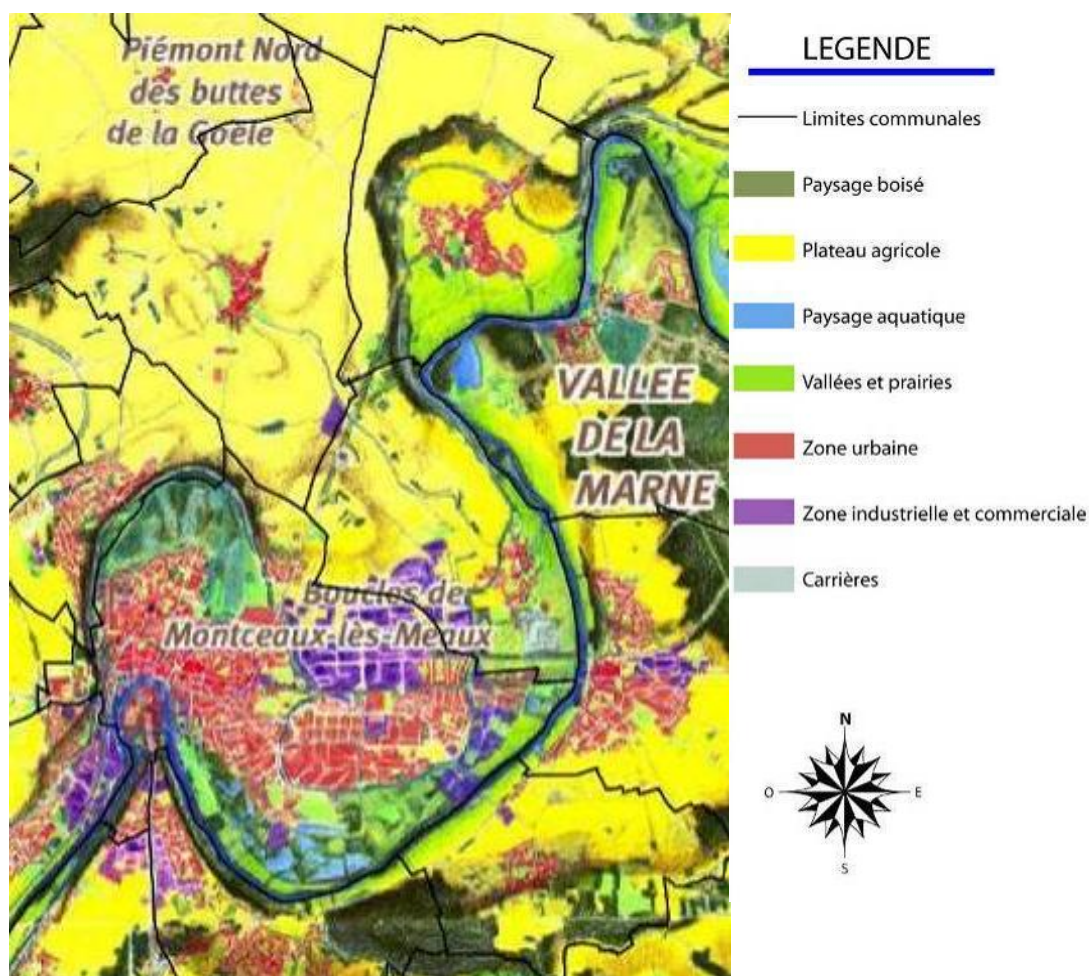 Piémont Nord
des buttes
de la Goële
VALLEE
DE LA
MARNE
Boucles de
Montceaux-lès-Meaux
LEGENDE
Limites communales
Paysage boisé
Plateau agricole
Paysage aquatique
Vallées et prairies
Zone urbaine
Zone industrielle et commerciale
Carrières
N
O
E
S